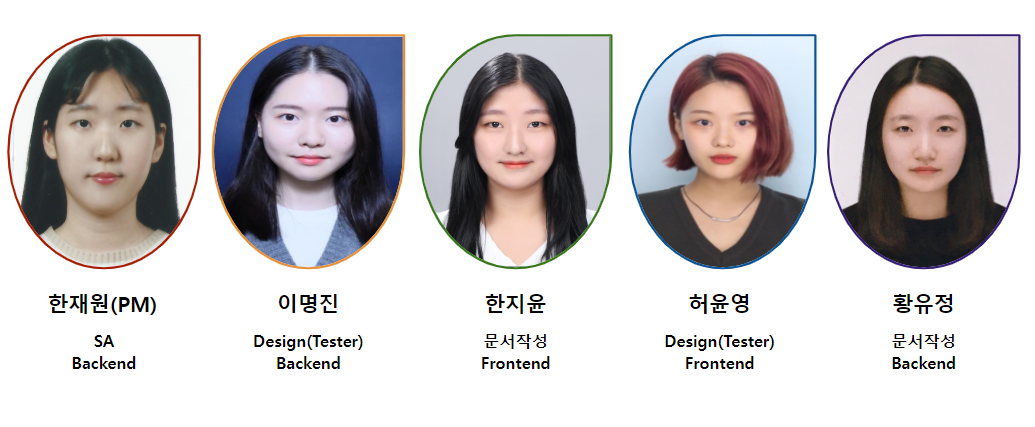 한재원(PM)
SA
Backend
이명진
Design(Tester)
Backend
한지윤
문서작성
Frontend
허윤영
Design(Tester)
Frontend
황유정
문서작성
Backend